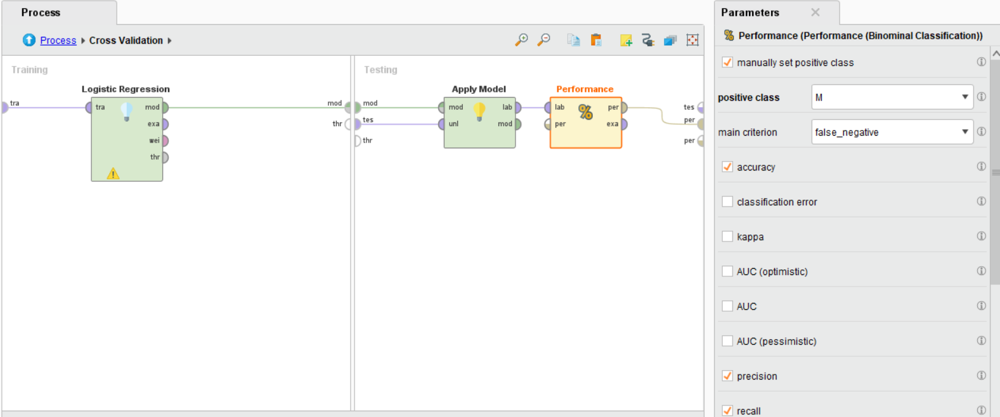 Process
Process Cross Validation
Training
Logistic Regression
tra
tra
mod
exa
wei
thr
mod
thr
Testing
mod
tes
thr
Apply Model
mod
unl
lab
mod
Performance
lab
per
per
exa
tes
per
per
Parameters
% Performance (Performance (Binominal Classification))
manually set positive class
positive class M
main criterion false_negative
accuracy
classification error
kappa
AUC (optimistic)
AUC
AUC (pessimistic)
precision
recall